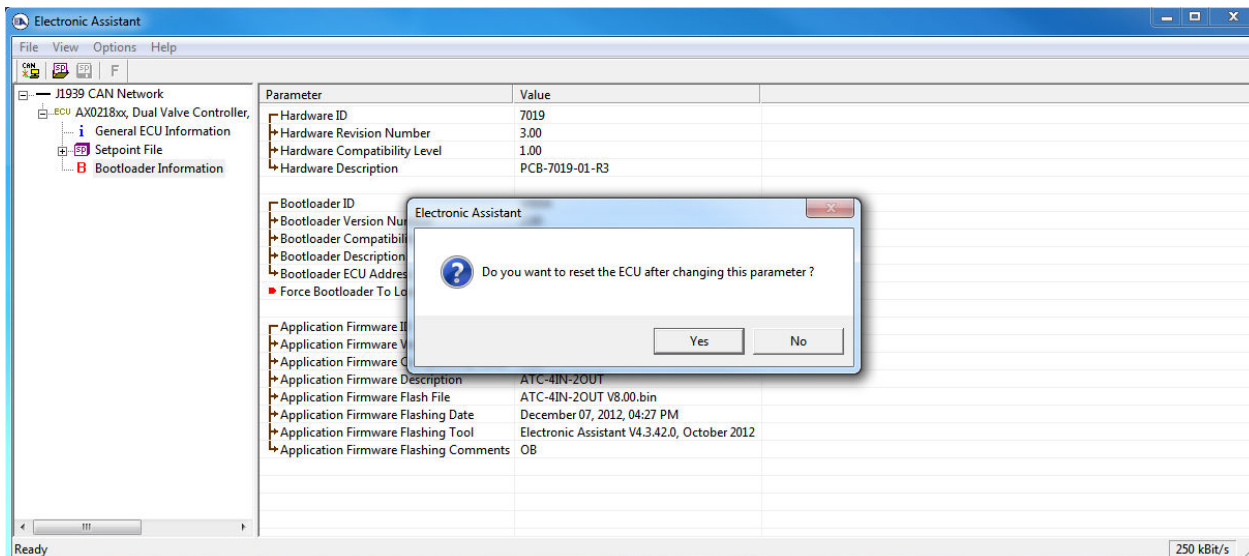 Electronic Assistant
File View Options Help
CAN SP SP F
J1939 CAN Network
ECU AX0218xx, Dual Valve Controller,
i General ECU Information
SP Setpoint File
B Bootloader Information
Parameter Value
Hardware ID 7019
Hardware Revision Number 3.00
Hardware Compatibility Level 1.00
Hardware Description PCB-7019-01-R3
Bootloader ID
Bootloader Version
Bootloader
Bootloader Description
Bootloader ECU
Force Bootloader To
Application Firmware
Application Firmware
Application Firmware
Application Firmware Description ATC-4IN-2OUT
Application Firmware Flash File ATC-4IN-2OUT V8.00.bin
Application Firmware Flashing Date December 07, 2012, 04:27 PM
Application Firmware Flashing Tool Electronic Assistant V4.3.42.0, October 2012
Application Firmware Flashing Comments OB
Electronic Assistant
Do you want to reset the ECU after changing this parameter ?
Yes No
Ready 250 kBit/s